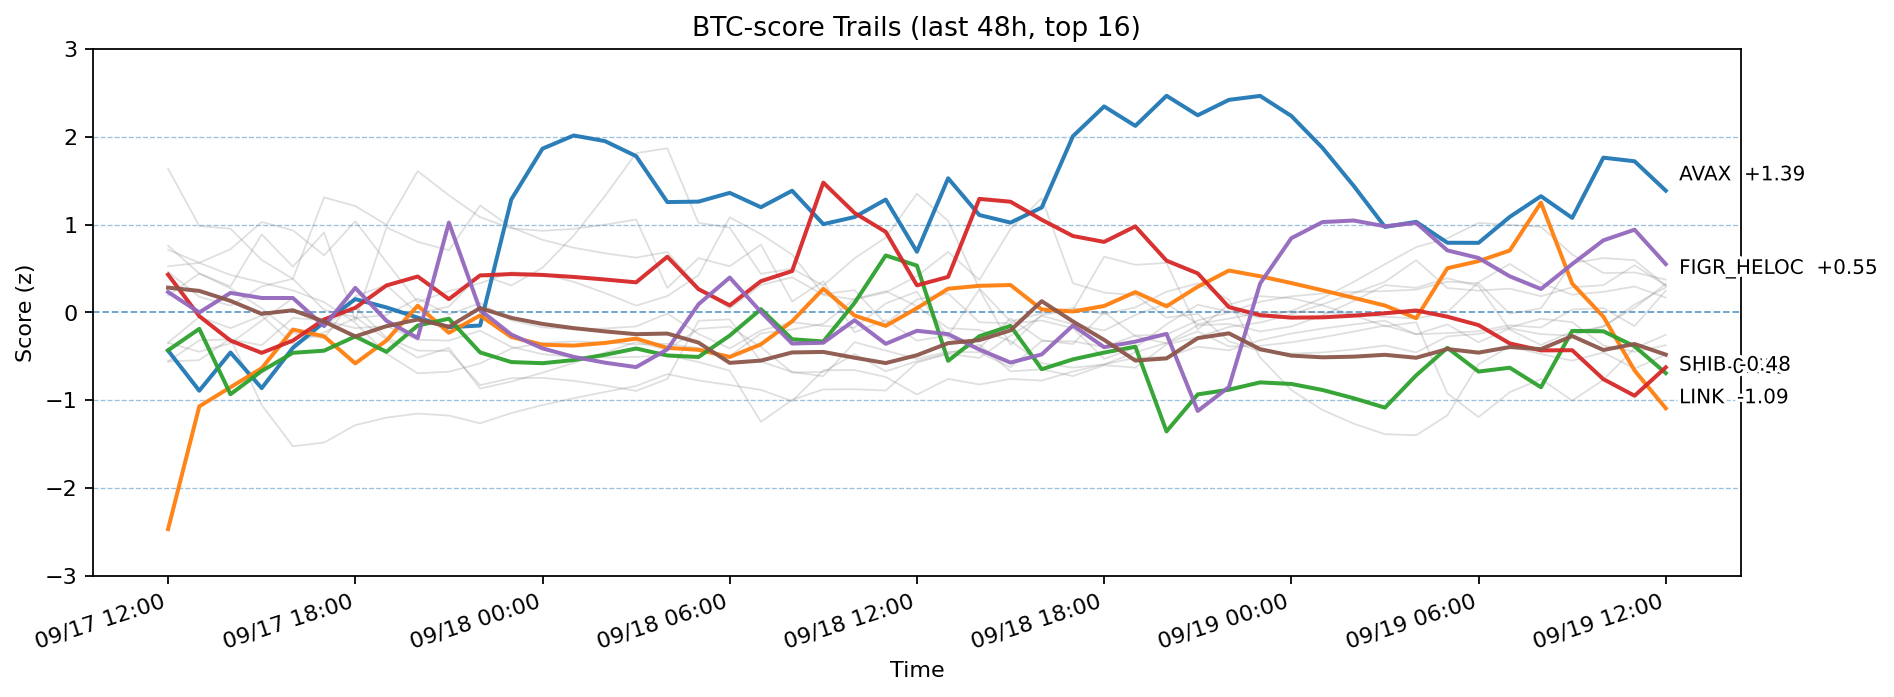 BTC-score Trails (last 48h, top 16)
Score (z)
3
2
1
0
−1
−2
−3
AVAX +1.39
FIGR_HELOC +0.55
SHIB -0.48
LINK -1.09
09/17 12:00
09/17 18:00
09/18 00:00
09/18 06:00
09/18 12:00
09/18 18:00
09/19 00:00
09/19 06:00
09/19 12:00
Time